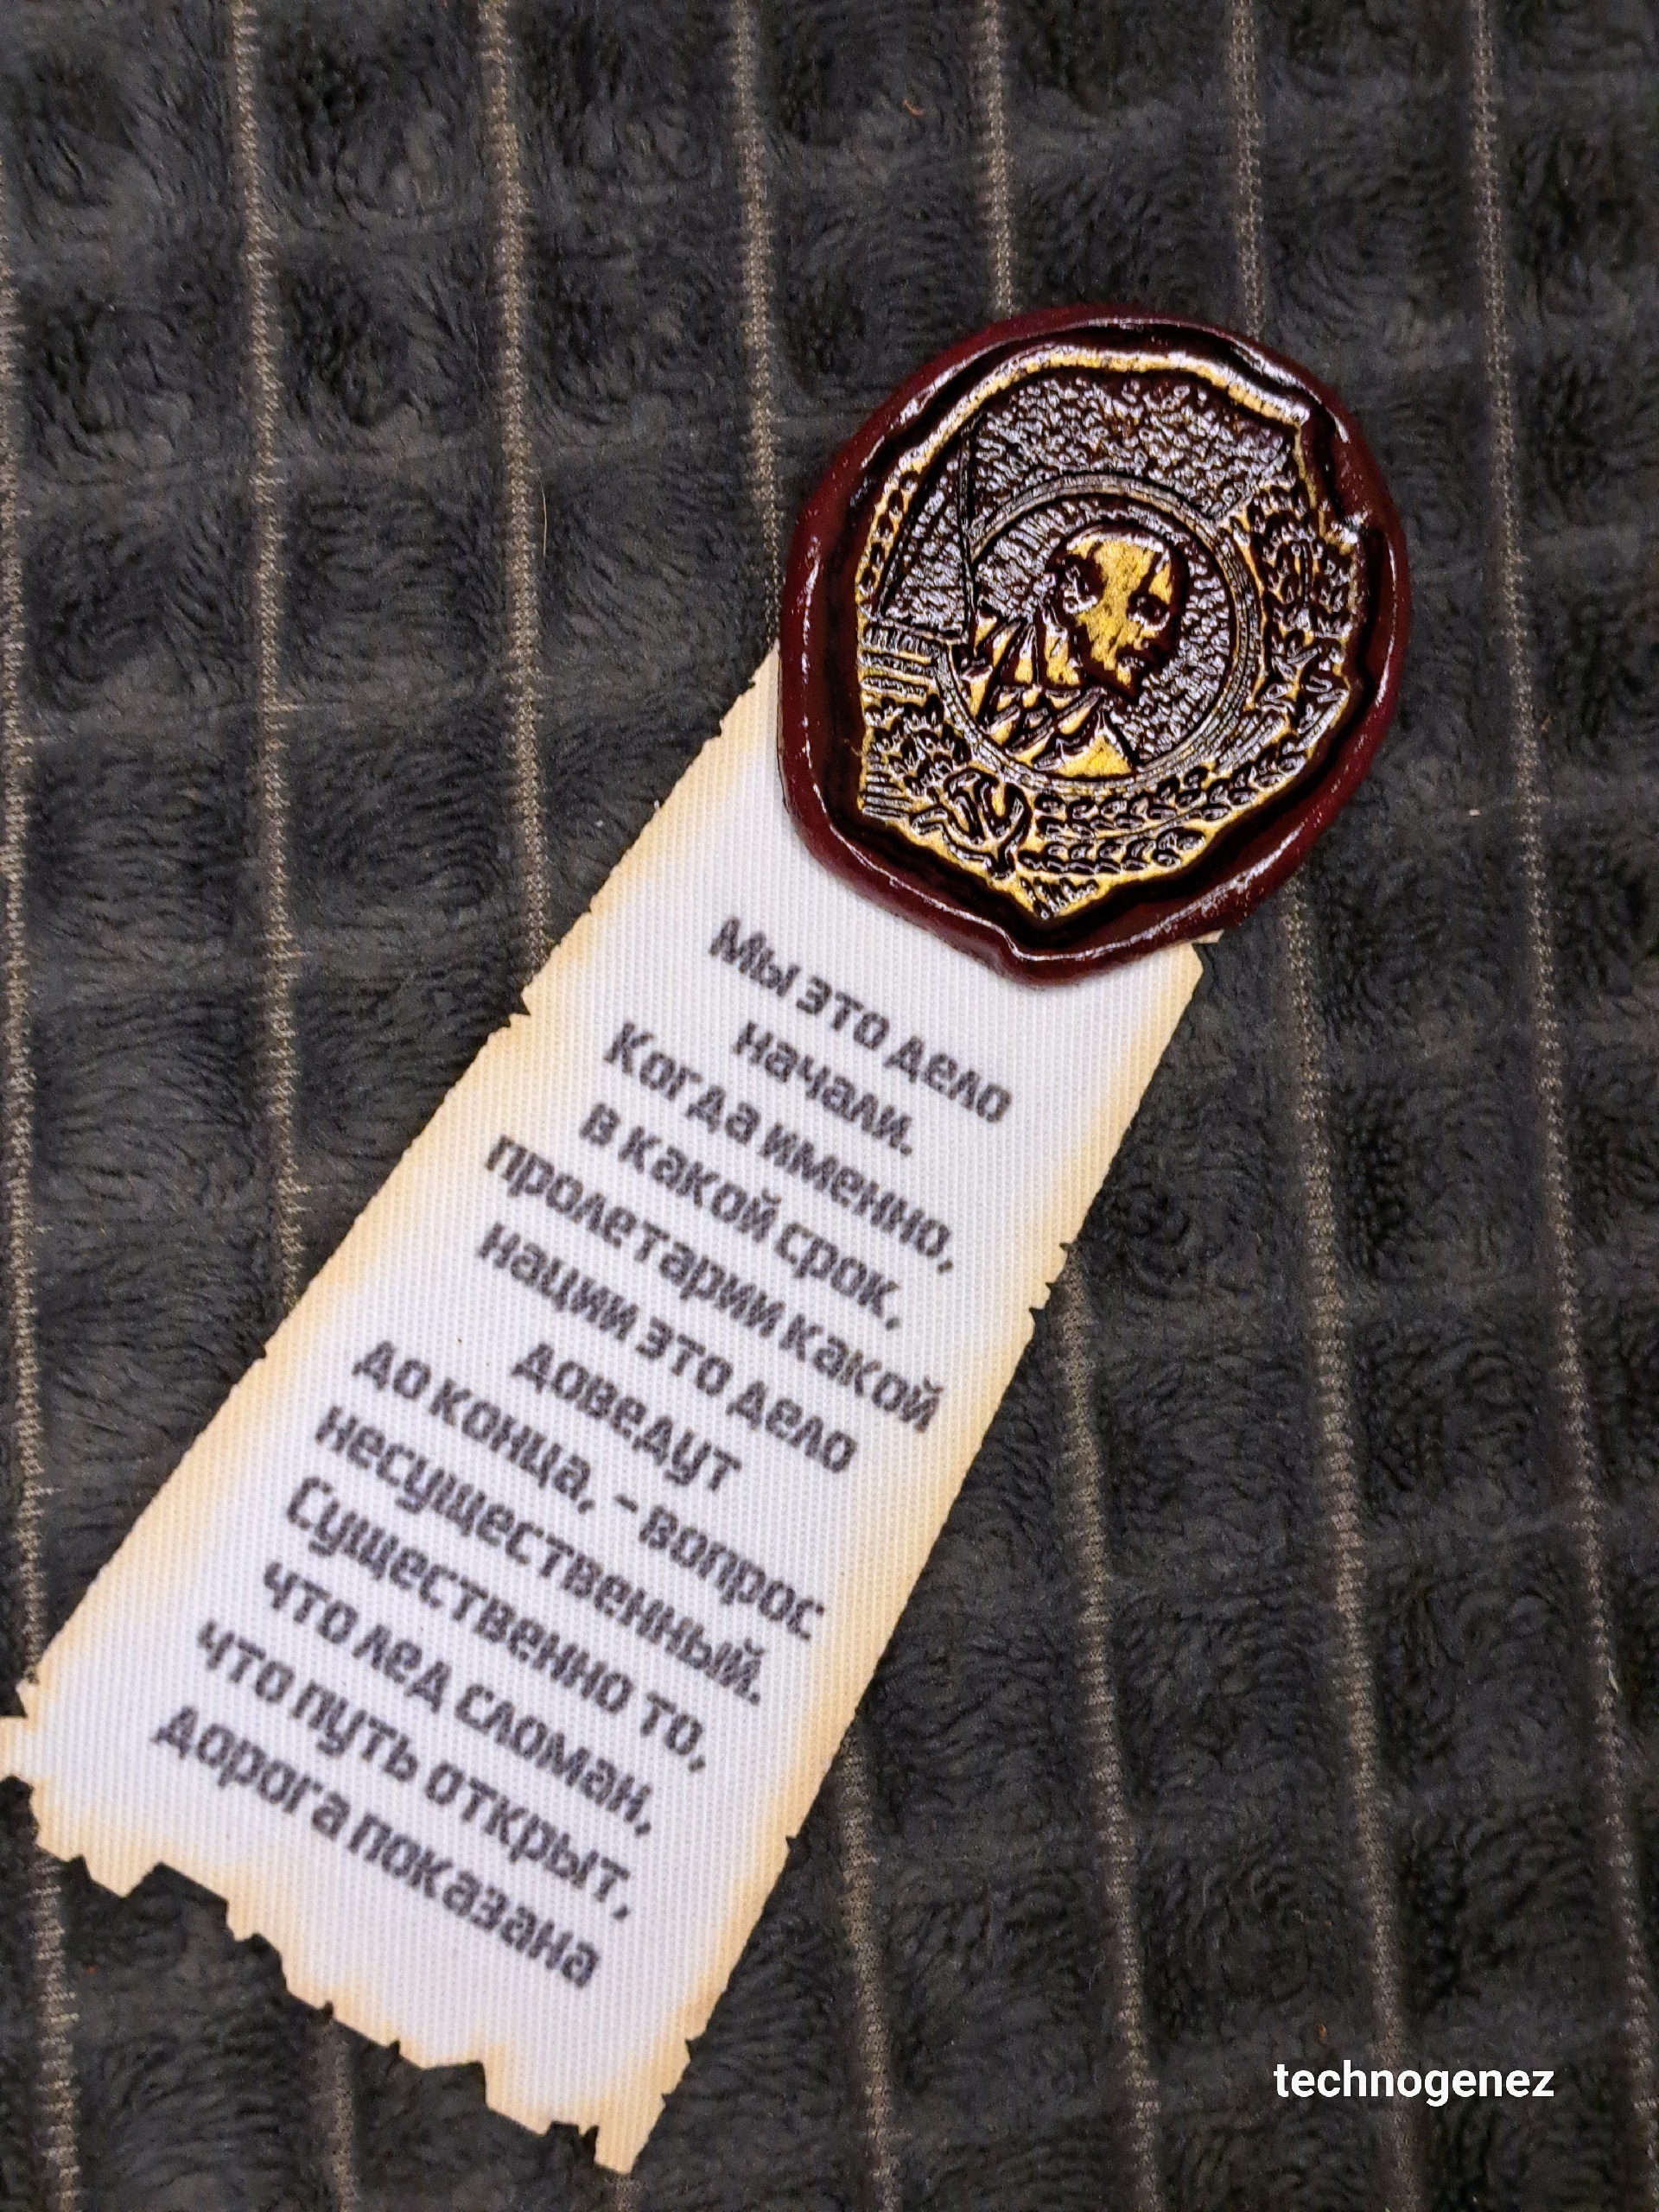 Мы это дело
начали.
Когда именно,
в какой срок,
пролетарии какой
нации это дело
доведут
до конца, - вопрос
несущественный.
Существенно то,
что лед сломан,
что путь открыт,
дорога показана
technogenez